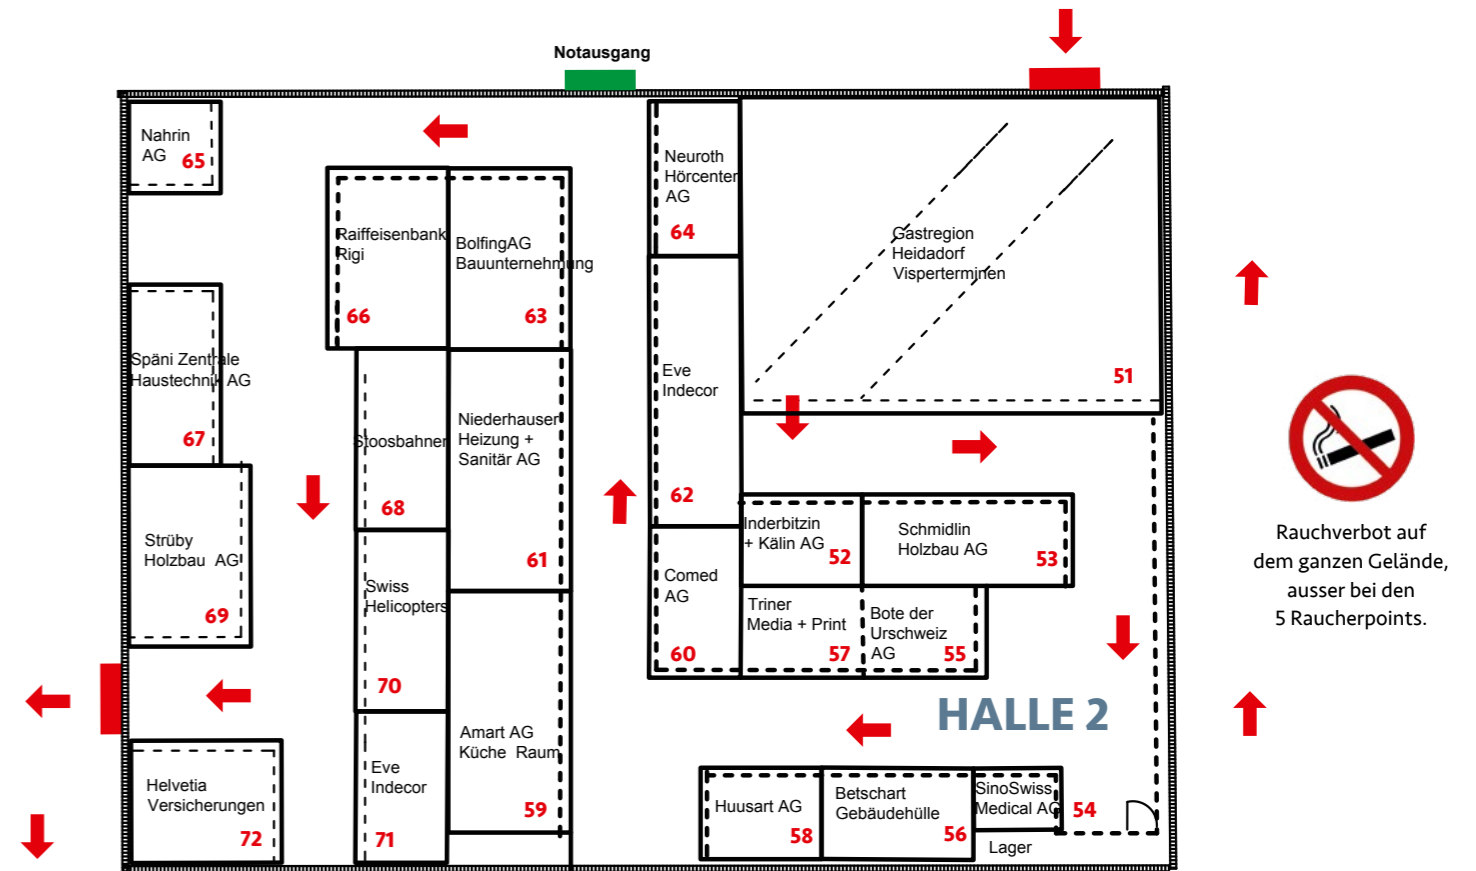 Notausgang
Nahrin
AG 65
Neuroth
Hörcenter
AG
64
Raiffeisenbank
Rigi
66
BolfingAG
Bauunternehmung
63
Gastregion
Heidadorf
Visperterminen
51
Späni Zentrale
Haustechnik AG
67
Stoosbahnen
68
Niederhauser
Heizung +
Sanitär AG
61
Eve
Indecor
62
Inderbitzin
+ Kälin AG
52
Schmidlin
Holzbau AG
53
Strüby
Holzbau AG
69
Swiss
Helicopters
70
Comed
AG
60
Triner
Media + Print
57
Bote der
Urschweiz
AG
55
HALLE 2
Amart AG
Küche Raum
59
Helvetia
Versicherungen
72
Eve
Indecor
71
Huusart AG
58
Betschart
Gebäudehülle
56
SinoSwiss
Medical AG
54
Lager
Rauchverbot auf
dem ganzen Gelände,
ausser bei den
5 Raucherpoints.